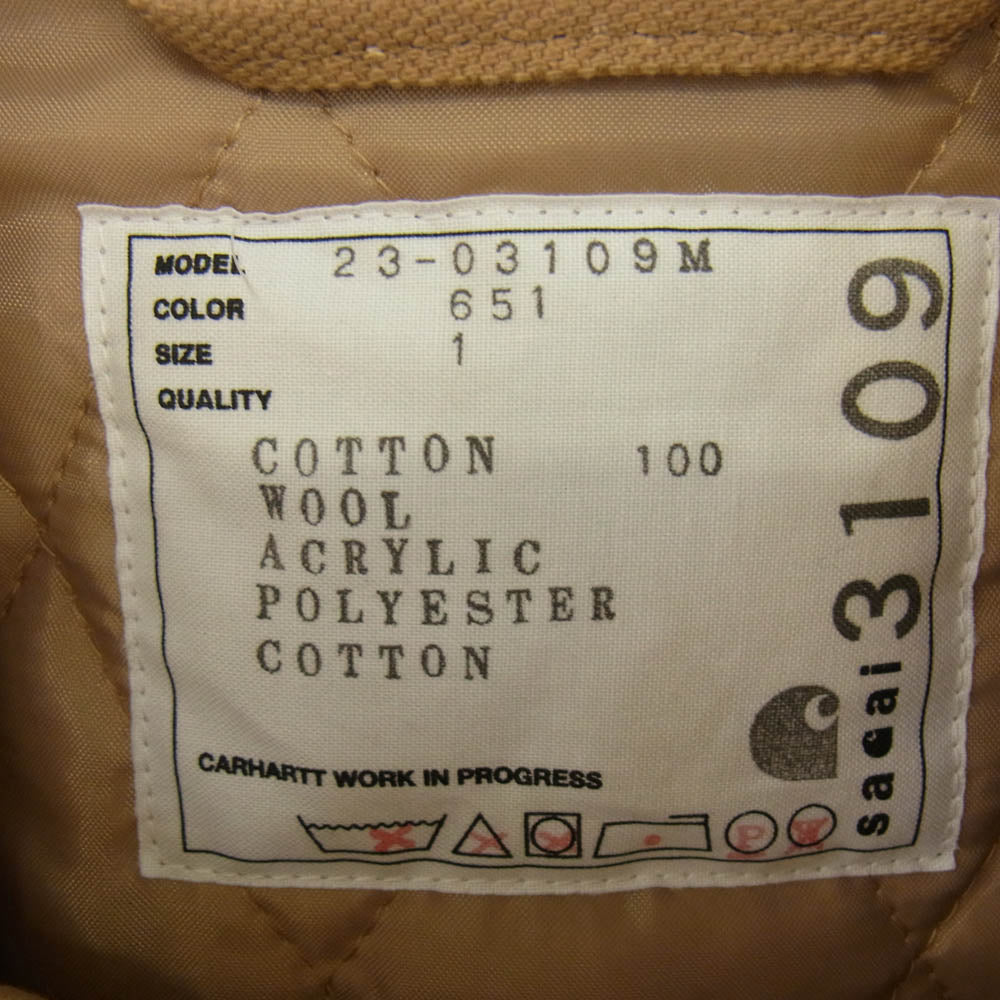 MODEL 23-03109M
COLOR 651
SIZE 1
QUALITY
COTTON 100
WOOL
ACRYLIC
POLYESTER
COTTON
CARHARTT WORK IN PROGRESS
P W
sacai 3109